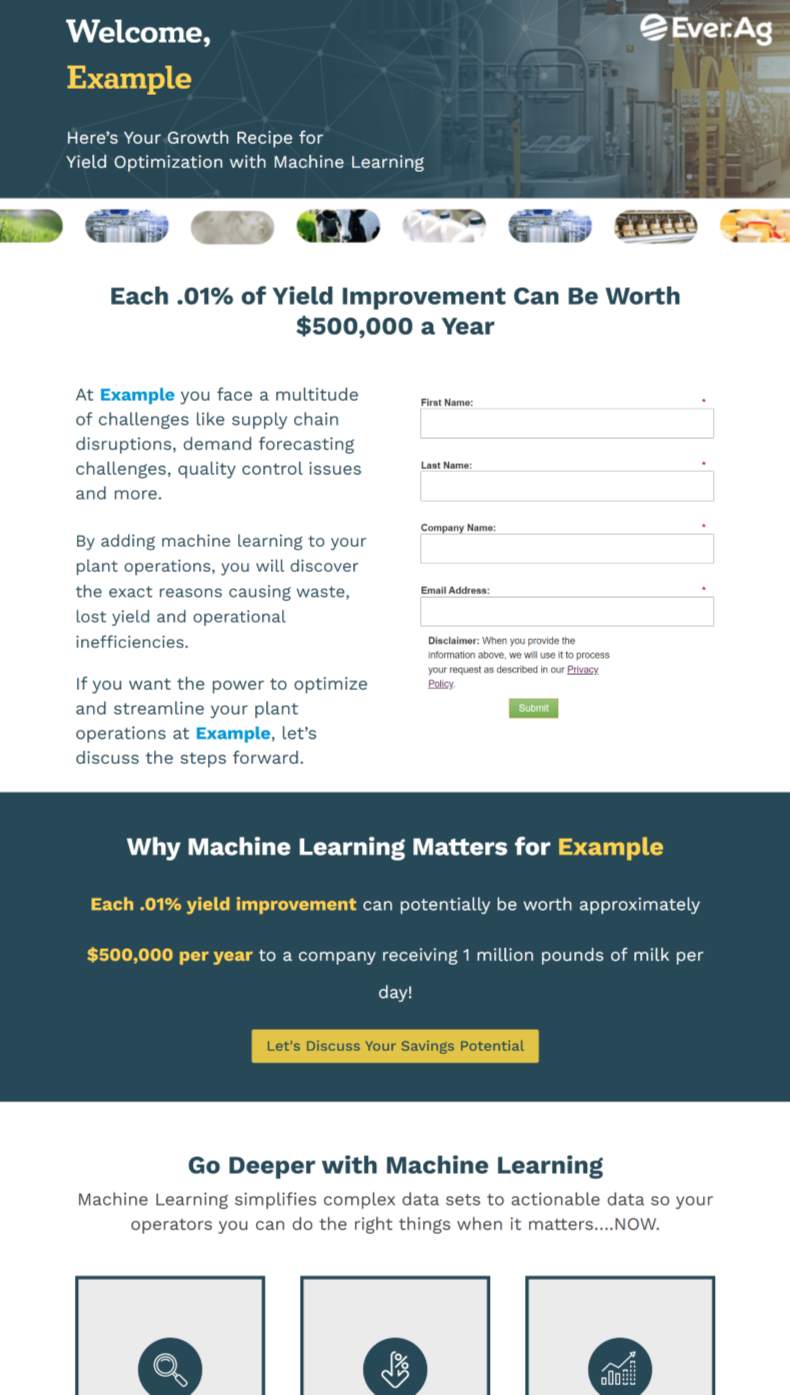 Welcome,
Example
Ever.Ag
Here's Your Growth Recipe for
Yield Optimization with Machine Learning
Each .01% of Yield Improvement Can Be Worth
$500,000 a Year
At Example you face a multitude
of challenges like supply chain
disruptions, demand forecasting
challenges, quality control issues
and more.
By adding machine learning to your
plant operations, you will discover
the exact reasons causing waste,
lost yield and operational
inefficiencies.
If you want the power to optimize
and streamline your plant
operations at Example, let's
discuss the steps forward.
First Name: *
Last Name: *
Company Name: *
Email Address: *
Disclaimer: When you provide the
information above, we will use it to process
your request as described in our Privacy
Policy.
Submit
Why Machine Learning Matters for Example
Each .01% yield improvement can potentially be worth approximately
$500,000 per year to a company receiving 1 million pounds of milk per
day!
Let's Discuss Your Savings Potential
Go Deeper with Machine Learning
Machine Learning simplifies complex data sets to actionable data so your
operators you can do the right things when it matters....NOW.
%